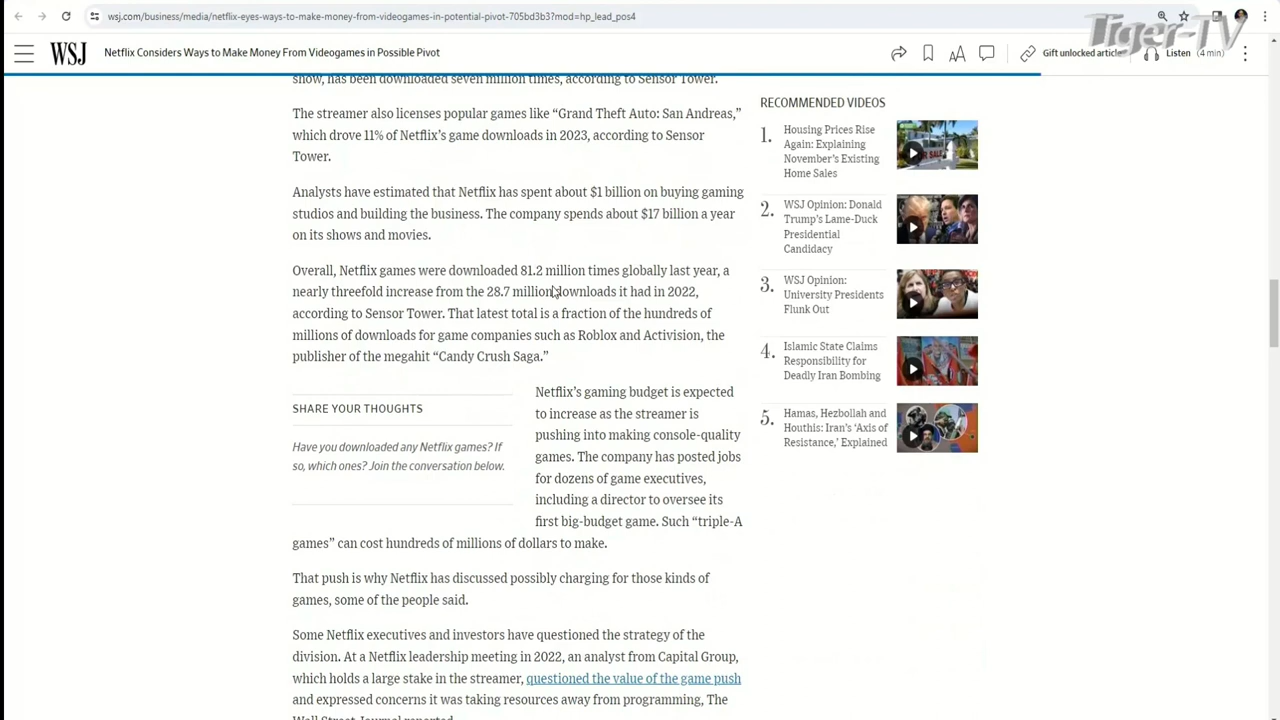 wsj.com/business/media/netflix-eyes-ways-to-make-money-from-videogames-in-potential-pivot-705bd3b3?mod=hp_lead_pos4
Tiger-TV
WSJ
Netflix Considers Ways to Make Money From Videogames in Possible Pivot
AA
Gift unlocked article
Listen (4 min)
show, has been downloaded seven million times, according to Sensor Tower.
The streamer also licenses popular games like “Grand Theft Auto: San Andreas,”
which drove 11% of Netflix’s game downloads in 2023, according to Sensor
Tower.
Analysts have estimated that Netflix has spent about $1 billion on buying gaming
studios and building the business. The company spends about $17 billion a year
on its shows and movies.
Overall, Netflix games were downloaded 81.2 million times globally last year, a
nearly threefold increase from the 28.7 million downloads it had in 2022,
according to Sensor Tower. That latest total is a fraction of the hundreds of
millions of downloads for game companies such as Roblox and Activision, the
publisher of the megahit “Candy Crush Saga.”
SHARE YOUR THOUGHTS
Have you downloaded any Netflix games? If
so, which ones? Join the conversation below.
Netflix’s gaming budget is expected
to increase as the streamer is
pushing into making console-quality
games. The company has posted jobs
for dozens of game executives,
including a director to oversee its
first big-budget game. Such “triple-A
games” can cost hundreds of millions of dollars to make.
That push is why Netflix has discussed possibly charging for those kinds of
games, some of the people said.
Some Netflix executives and investors have questioned the strategy of the
division. At a Netflix leadership meeting in 2022, an analyst from Capital Group,
which holds a large stake in the streamer, questioned the value of the game push
and expressed concerns it was taking resources away from programming, The
Wall Street Journal reported.
RECOMMENDED VIDEOS
1. Housing Prices Rise
Again: Explaining
November’s Existing
Home Sales
2. WSJ Opinion: Donald
Trump’s Lame-Duck
Presidential
Candidacy
3. WSJ Opinion:
University Presidents
Flunk Out
4. Islamic State Claims
Responsibility for
Deadly Iran Bombing
5. Hamas, Hezbollah and
Houthis: Iran’s ‘Axis of
Resistance,’ Explained